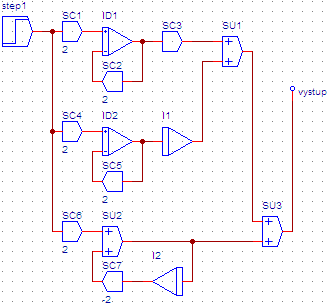 step1
SC1
ID1
SC3
SU1
2
SC2
2
SC4
ID2
I1
2
SC5
2
vystup
SC6
SU2
SU3
2
I2
SC7
-2